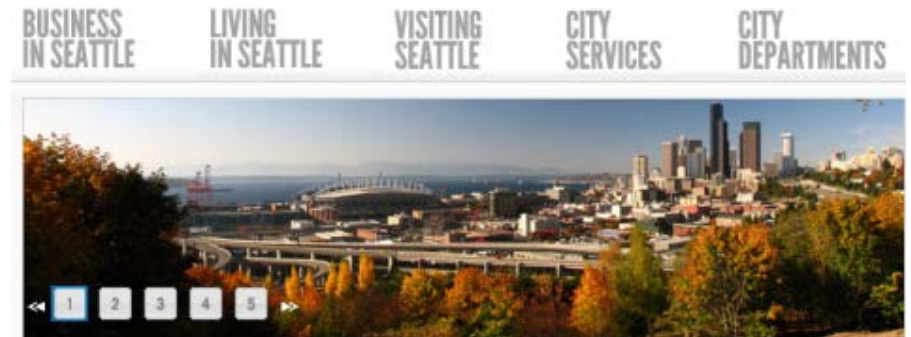 BUSINESS
IN SEATTLE
LIVING
IN SEATTLE
VISITING
SEATTLE
CITY
SERVICES
CITY
DEPARTMENTS
1 2 3 4 5